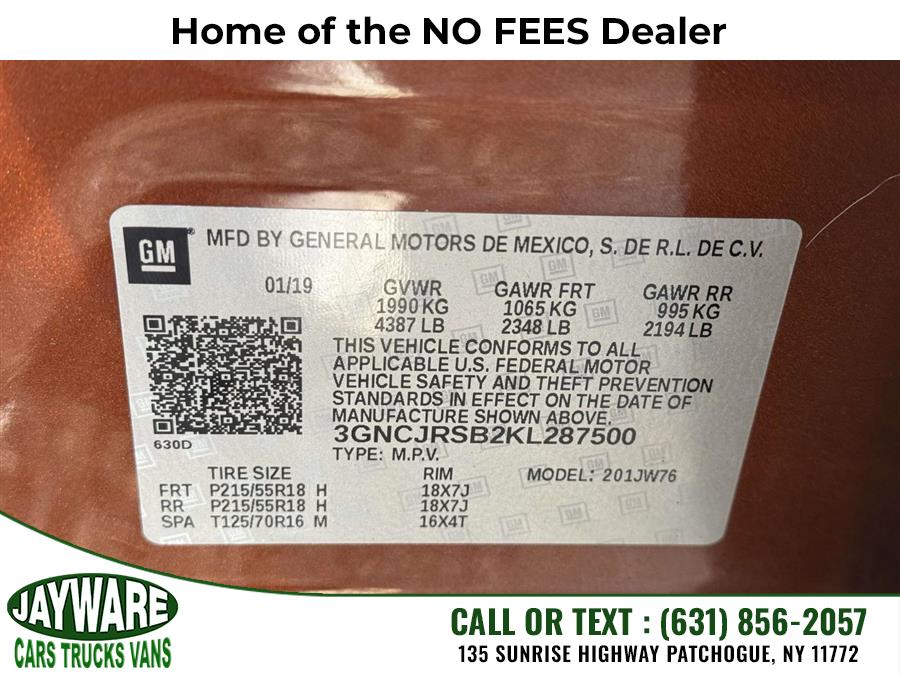 Home of the NO FEES Dealer
GM
MFD BY GENERAL MOTORS DE MEXICO, S. DE R.L. DE C.V.
01/19 GVWR GAWR FRT GAWR RR
1990 KG 1065 KG 995 KG
4387 LB 2348 LB 2194 LB
THIS VEHICLE CONFORMS TO ALL
APPLICABLE U.S. FEDERAL MOTOR
VEHICLE SAFETY AND THEFT PREVENTION
STANDARDS IN EFFECT ON THE DATE OF
MANUFACTURE SHOWN ABOVE.
630D
3GNCJRSB2KL287500
TYPE: M.P.V.
TIRE SIZE RIM MODEL: 201JW76
FRT P215/55R18 H 18X7J
RR P215/55R18 H 18X7J
SPA T125/70R16 M 16X4T
JAYWARE
CARS TRUCKS VANS
CALL OR TEXT : (631) 856-2057
135 SUNRISE HIGHWAY PATCHOGUE, NY 11772